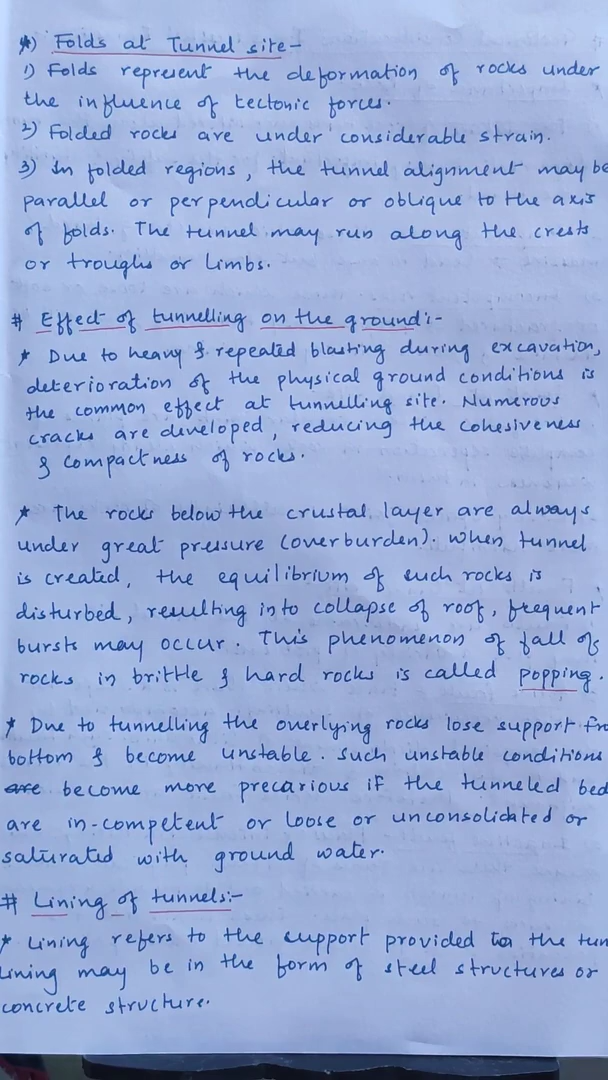 *) Folds at Tunnel site-
1) Folds represent the deformation of rocks under
the influence of tectonic forces.
2) Folded rocks are under considerable strain.
3) In folded regions, the tunnel alignment may be
parallel or perpendicular or oblique to the axis
of folds. The tunnel may run along the crests
or troughs or limbs.
# Effect of tunnelling on the ground:-
* Due to heavy & repeated blasting during excavation,
deterioration of the physical ground conditions is
the common effect at tunnelling site. Numerous
cracks are developed, reducing the cohesiveness
& compactness of rocks.
* The rocks below the crustal layer are always
under great pressure (overburden). when tunnel
is created, the equilibrium of such rocks is
disturbed, resulting into collapse of roof, frequent
bursts may occur. This phenomenon of fall of
rocks in brittle & hard rocks is called popping.
* Due to tunnelling the overlying rocks lose support fro
bottom & become unstable. Such unstable conditions
are become more precarious if the tunneled bed
are in-competent or loose or unconsolidated or
saturated with ground water.
# Lining of tunnels:-
* Lining refers to the support provided to the tun
Lining may be in the form of steel structures or
concrete structure.